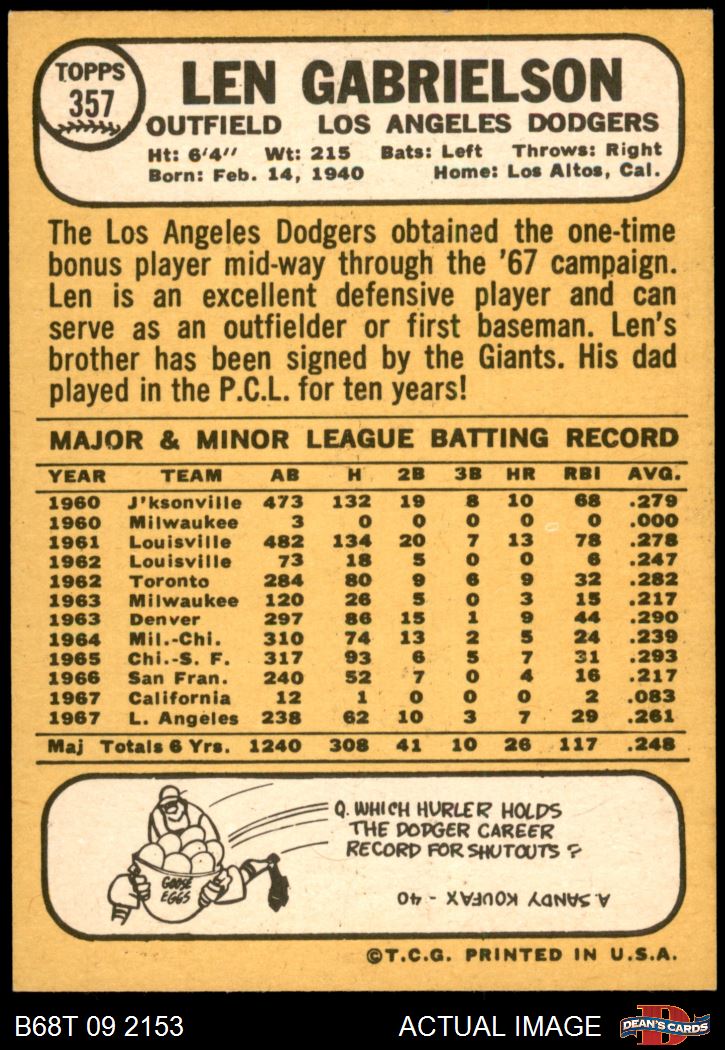 TOPPS
357
LEN GABRIELSON
OUTFIELD LOS ANGELES DODGERS
Ht: 6'4" Wt: 215 Bats: Left Throws: Right
Born: Feb. 14, 1940 Home: Los Altos, Cal.
The Los Angeles Dodgers obtained the one-time
bonus player mid-way through the '67 campaign.
Len is an excellent defensive player and can
serve as an outfielder or first baseman. Len's
brother has been signed by the Giants. His dad
played in the P.C.L. for ten years!
MAJOR & MINOR LEAGUE BATTING RECORD
YEAR TEAM AB H 2B 3B HR RBI AVG.
1960 J'ksonville 473 132 19 8 10 68 .279
1960 Milwaukee 3 0 0 0 0 0 .000
1961 Louisville 482 134 20 7 13 78 .278
1962 Louisville 73 18 5 0 0 6 .247
1962 Toronto 284 80 9 6 9 32 .282
1963 Milwaukee 120 26 5 0 3 15 .217
1963 Denver 297 86 15 1 9 44 .290
1964 Mil.-Chi. 310 74 13 2 5 24 .239
1965 Chi.-S. F. 317 93 6 5 7 31 .293
1966 San Fran. 240 52 7 0 4 16 .217
1967 California 12 1 0 0 0 2 .083
1967 L. Angeles 238 62 10 3 7 29 .261
Maj Totals 6 Yrs. 1240 308 41 10 26 117 .248
GOOSE
EGGS
Q. WHICH HURLER HOLDS
THE DODGER CAREER
RECORD FOR SHUTOUTS?
A. SANDY KOUFAX - 40
©T.C.G. PRINTED IN U.S.A.
B68T 09 2153 ACTUAL IMAGE
D
DEAN'S CARDS